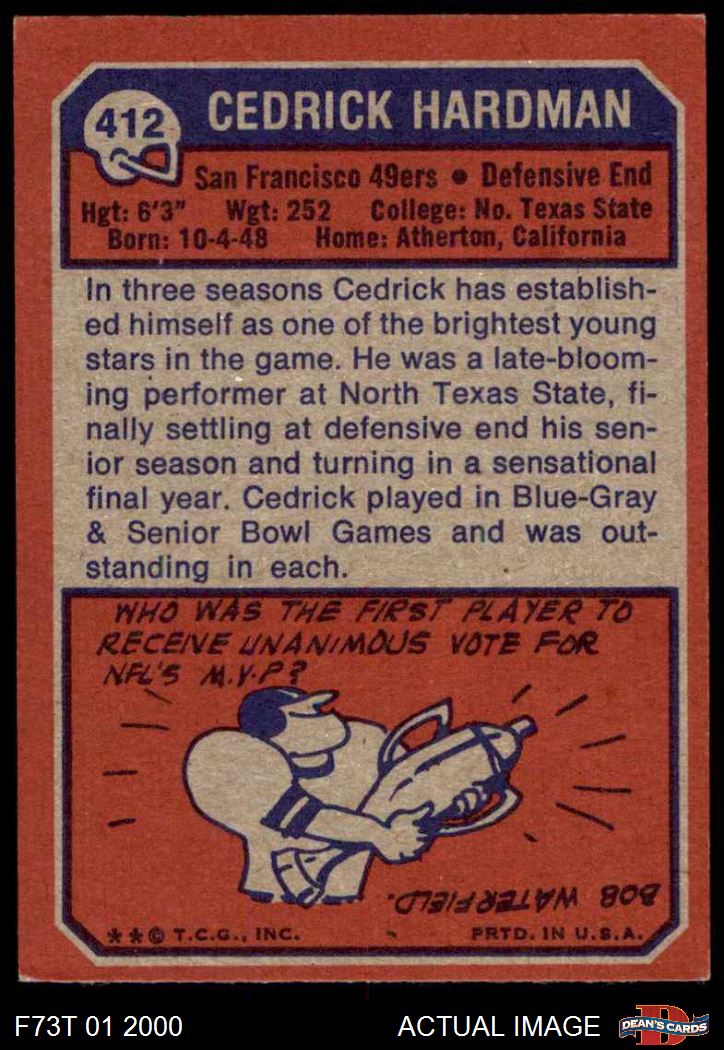 412
CEDRICK HARDMAN
San Francisco 49ers • Defensive End
Hgt: 6'3" Wgt: 252 College: No. Texas State
Born: 10-4-48 Home: Atherton, California
In three seasons Cedrick has establish-
ed himself as one of the brightest young
stars in the game. He was a late-bloom-
ing performer at North Texas State, fi-
nally settling at defensive end his sen-
ior season and turning in a sensational
final year. Cedrick played in Blue-Gray
& Senior Bowl Games and was out-
standing in each.
WHO WAS THE FIRST PLAYER TO
RECEIVE UNANIMOUS VOTE FOR
NFL'S M.V.P?
BOB WATERFIELD.
**© T.C.G., INC. PRTD. IN U.S.A.
F73T 01 2000 ACTUAL IMAGE D DEAN'S CARDS